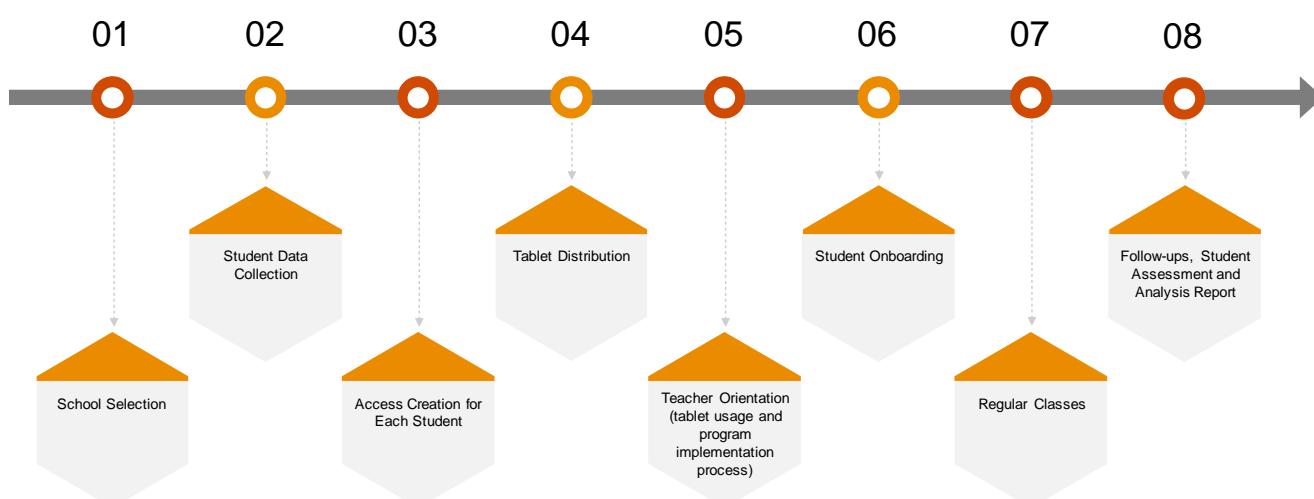 01
02
03
04
05
06
07
08
Student Data
Collection
Tablet Distribution
Student Onboarding
Follow-ups, Student
Assessment and
Analysis Report
School Selection
Access Creation for
Each Student
Teacher Orientation
(tablet usage and
program
implementation
process)
Regular Classes